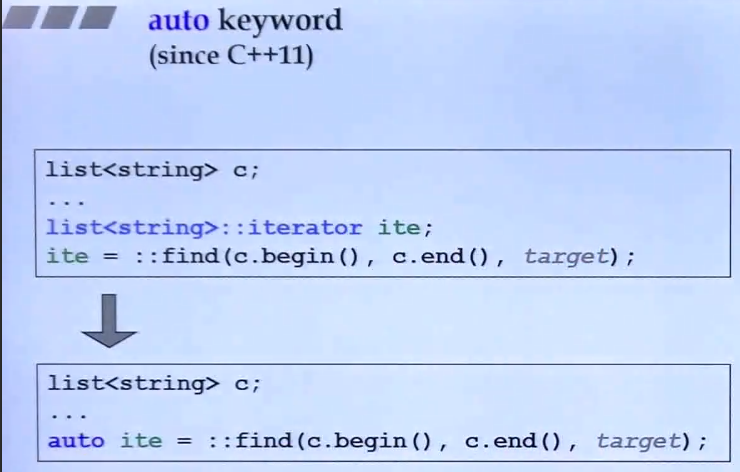 auto keyword
(since C++11)
list<string> c;
...
list<string>::iterator ite;
ite = ::find(c.begin(), c.end(), target);
list<string> c;
...
auto ite = ::find(c.begin(), c.end(), target);